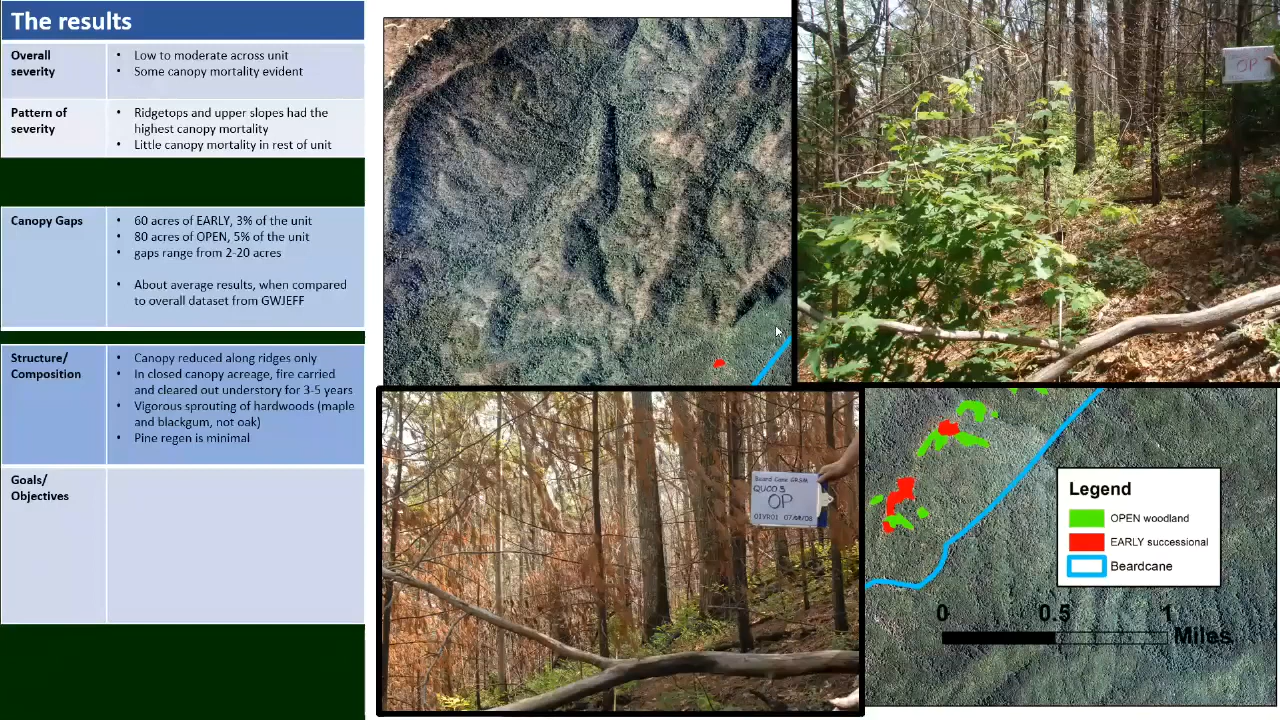 The results
Overall
severity
• Low to moderate across unit
• Some canopy mortality evident
Pattern of
severity
• Ridgetops and upper slopes had the
highest canopy mortality
• Little canopy mortality in rest of unit
Canopy Gaps
• 60 acres of EARLY, 3% of the unit
• 80 acres of OPEN, 5% of the unit
• gaps range from 2-20 acres
• About average results, when compared
to overall dataset from GWJEFF
Structure/
Composition
• Canopy reduced along ridges only
• In closed canopy acreage, fire carried
and cleared out understory for 3-5 years
• Vigorous sprouting of hardwoods (maple
and blackgum, not oak)
• Pine regen is minimal
Goals/
Objectives
OP
Beard Cane GRSM
OP
Legend
OPEN woodland
EARLY successional
Beardcane
0 0.5 1
Miles